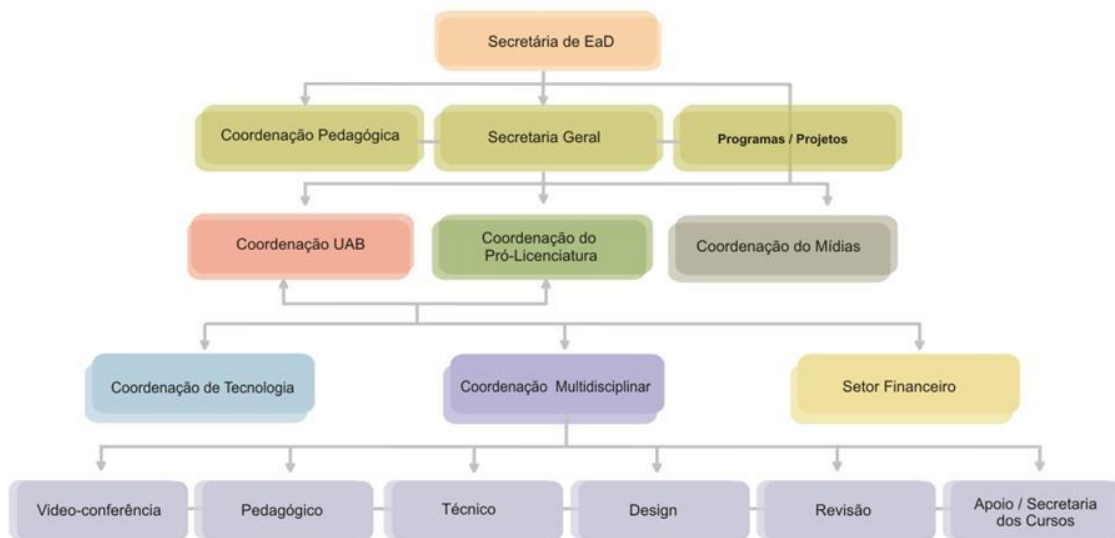 Secretária de EaD
Coordenação Pedagógica
Secretaria Geral
Programas / Projetos
Coordenação UAB
Coordenação do
Pró-Licenciatura
Coordenação do Mídias
Coordenação de Tecnologia
Coordenação Multidisciplinar
Setor Financeiro
Video-conferência
Pedagógico
Técnico
Design
Revisão
Apoio / Secretaria
dos Cursos